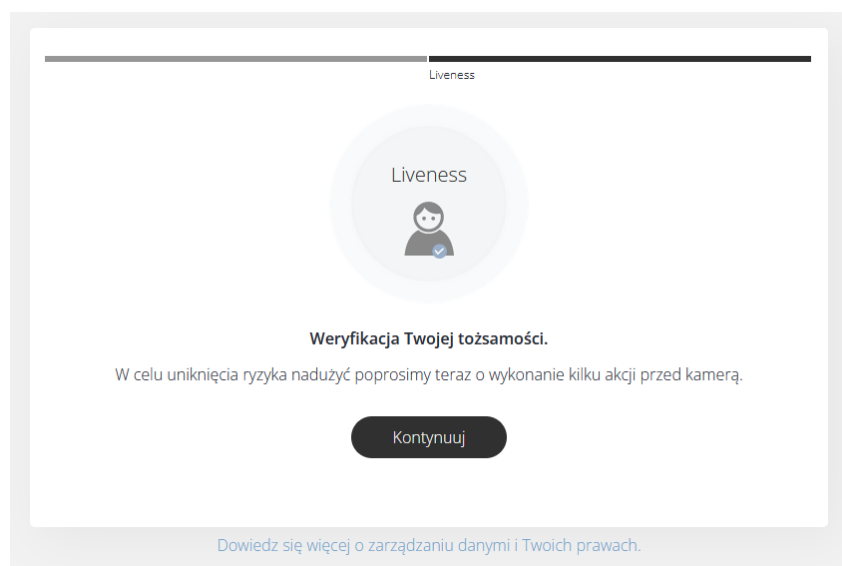 Liveness
Liveness
Weryfikacja Twojej tożsamości.
W celu uniknięcia ryzyka nadużyć poprosimy teraz o wykonanie kilku akcji przed kamerą.
Kontynuuj
Dowiedz się więcej o zarządzaniu danymi i Twoich prawach.